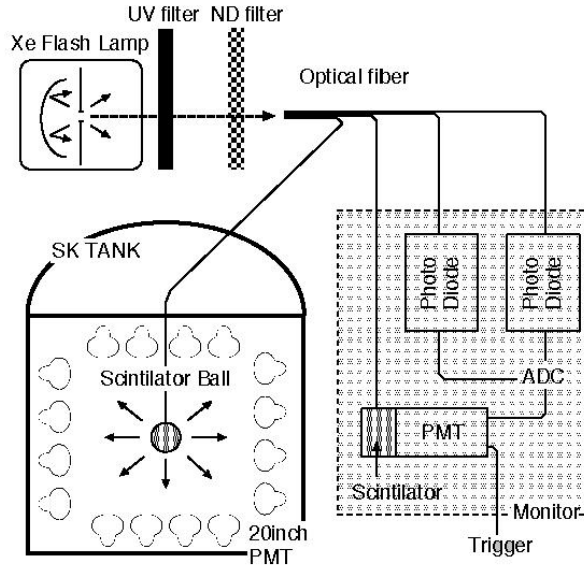 UV filter
ND filter
Xe Flash Lamp
Optical fiber
SK TANK
Photo
Diode
Photo
Diode
Scintilator Ball
ADC
PMT
Scintilator
Monitor
20inch
PMT
Trigger